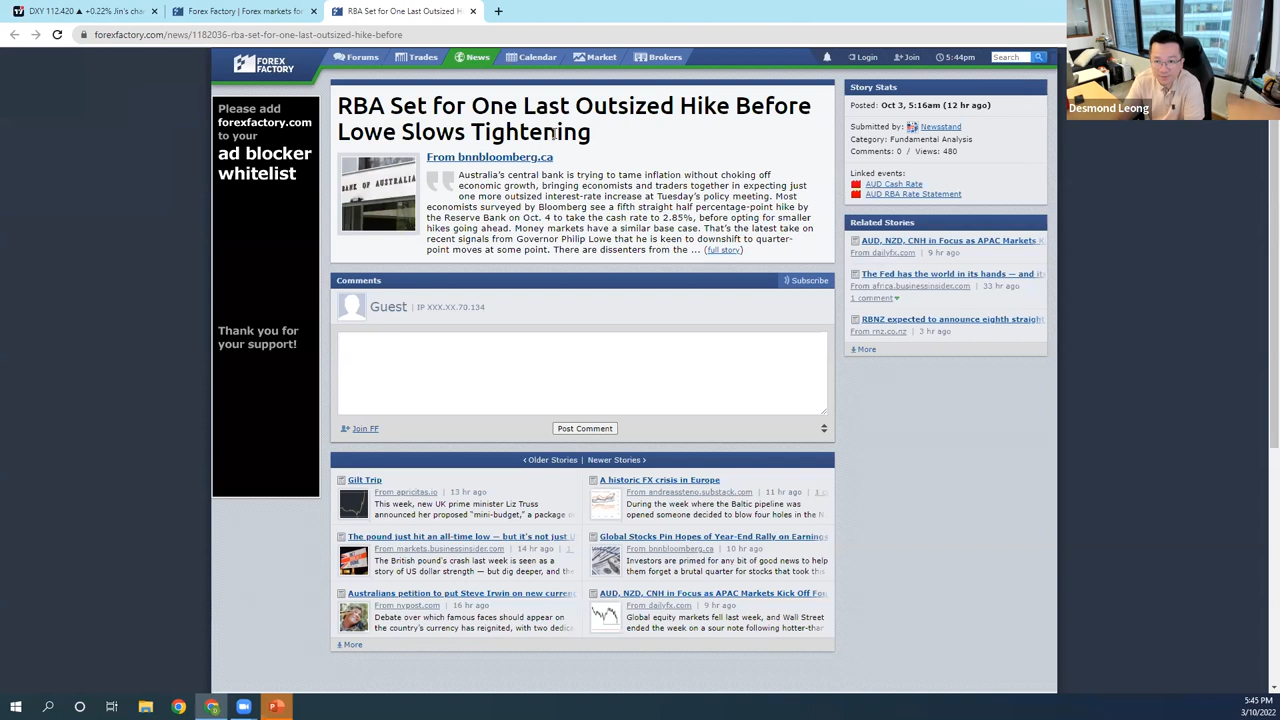 DXY 112.420 ▲ +0.22% Jin's cha
Forex Factory | Forex markets fo
RBA Set for One Last Outsized H
forexfactory.com/news/1182036-rba-set-for-one-last-outsized-hike-before
FOREX FACTORY
Forums
Trades
News
Calendar
Market
Brokers
Login
Join
5:44pm
Search
Desmond Leong
Please add
forexfactory.com
to your
ad blocker
whitelist
Thank you for
your support!
RBA Set for One Last Outsized Hike Before
Lowe Slows Tightening
BANK OF AUSTRALIA
From bnnbloomberg.ca
Australia's central bank is trying to tame inflation without choking off
economic growth, bringing economists and traders together in expecting just
one more outsized interest-rate increase at Tuesday's policy meeting. Most
economists surveyed by Bloomberg see a fifth straight half percentage-point hike by
the Reserve Bank on Oct. 4 to take the cash rate to 2.85%, before opting for smaller
hikes going ahead. Money markets have a similar base case. That's the latest take on
recent signals from Governor Philip Lowe that he is keen to downshift to quarter-
point moves at some point. There are dissenters from the ... (full story)
Comments
Subscribe
Guest | IP XXX.XX.70.134
Join FF
Post Comment
‹ Older Stories | Newer Stories ›
Gilt Trip
From apricitas.io | 13 hr ago
This week, new UK prime minister Liz Truss
announced her proposed "mini-budget," a package o
A historic FX crisis in Europe
From andreassteno.substack.com | 11 hr ago | 1 c
During the week where the Baltic pipeline was
opened someone decided to blow four holes in the N
The pound just hit an all-time low — but it's not just U
From markets.businessinsider.com | 14 hr ago | 1
The British pound's crash last week is seen as a
story of US dollar strength — but dig deeper, and the
Global Stocks Pin Hopes of Year-End Rally on Earnings
From bnnbloomberg.ca | 10 hr ago
Investors are primed for any bit of good news to help
them forget a brutal quarter for stocks that took this
Australians petition to put Steve Irwin on new curren
From nypost.com | 16 hr ago
Debate over which famous faces should appear on
the country's currency has reignited, with two dedic
AUD, NZD, CNH in Focus as APAC Markets Kick Off Fou
From dailyfx.com | 9 hr ago
Global equity markets fell last week, and Wall Street
ended the week on a sour note following hotter-tha
More
Story Stats
Posted: Oct 3, 5:16am (12 hr ago)
Submitted by: Newsstand
Category: Fundamental Analysis
Comments: 0 / Views: 480
Linked events:
AUD Cash Rate
AUD RBA Rate Statement
Related Stories
AUD, NZD, CNH in Focus as APAC Markets K
From dailyfx.com | 9 hr ago
The Fed has the world in its hands — and it
From africa.businessinsider.com | 33 hr ago
1 comment
RBNZ expected to announce eighth straigh
From rnz.co.nz | 3 hr ago
More
5:45 PM
3/10/2022